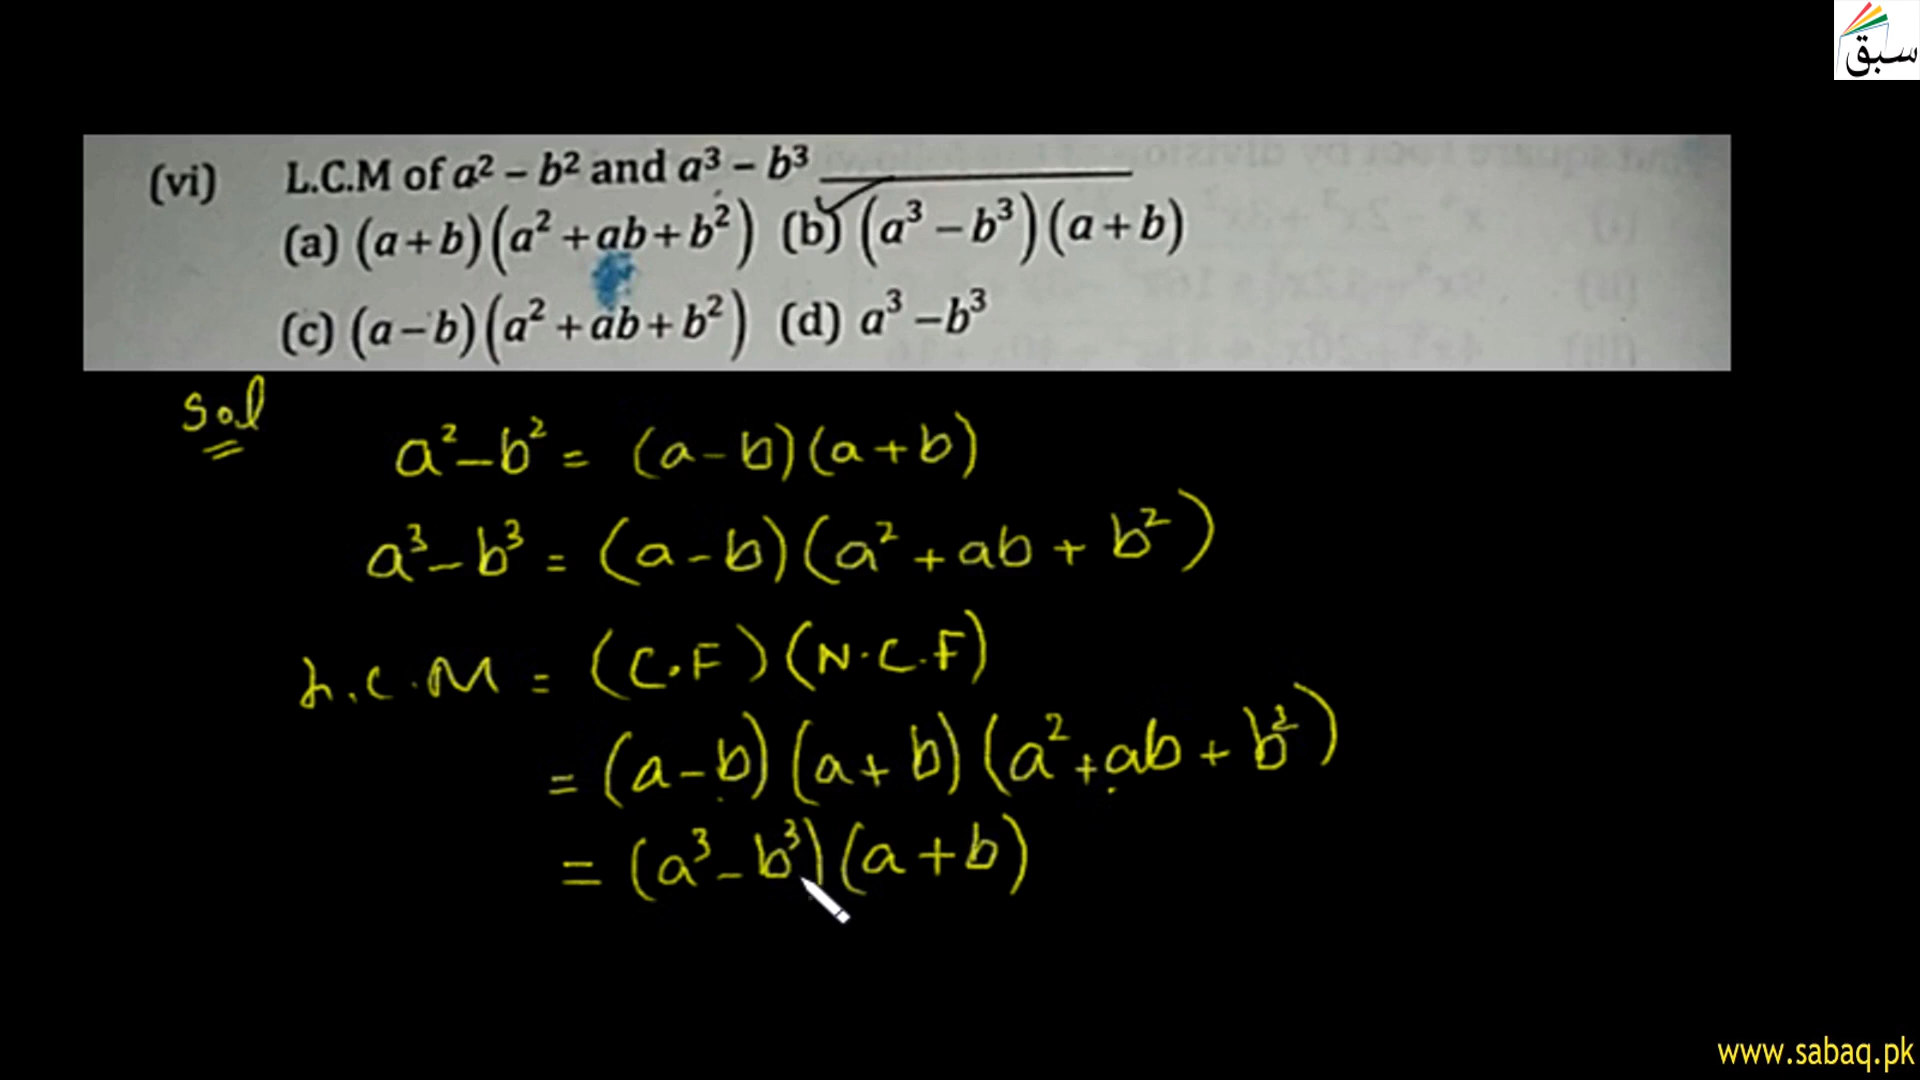 سبق
(vi) L.C.M of a² – b² and a³ – b³ ____________
(a) (a+b)(a² +ab+b²) (b) (a³ –b³)(a+b)
(c) (a–b)(a² +ab+b²) (d) a³ –b³
Sol
a²–b² = (a–b)(a+b)
a³–b³ = (a–b)(a²+ab+b²)
L.C.M = (C.F)(N.C.F)
= (a–b)(a+b)(a²+ab+b²)
= (a³–b³)(a+b)
www.sabaq.pk